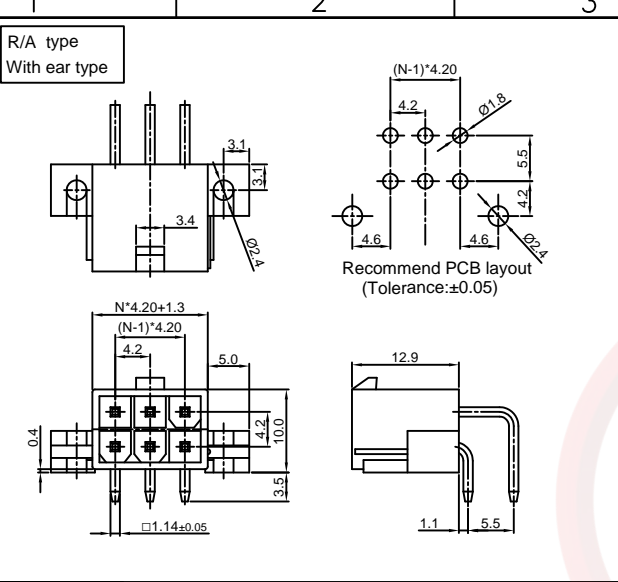 1 2 3
R/A type
With ear type
(N-1)*4.20
4.2
Ø1.8
3.1
3.1
5.5
4.2
3.4
Ø2.4
4.6
4.6
Ø2.4
Recommend PCB layout
(Tolerance:±0.05)
N*4.20+1.3
(N-1)*4.20
4.2
5.0
12.9
0.4
4.2
10.0
3.5
□1.14±0.05
1.1
5.5